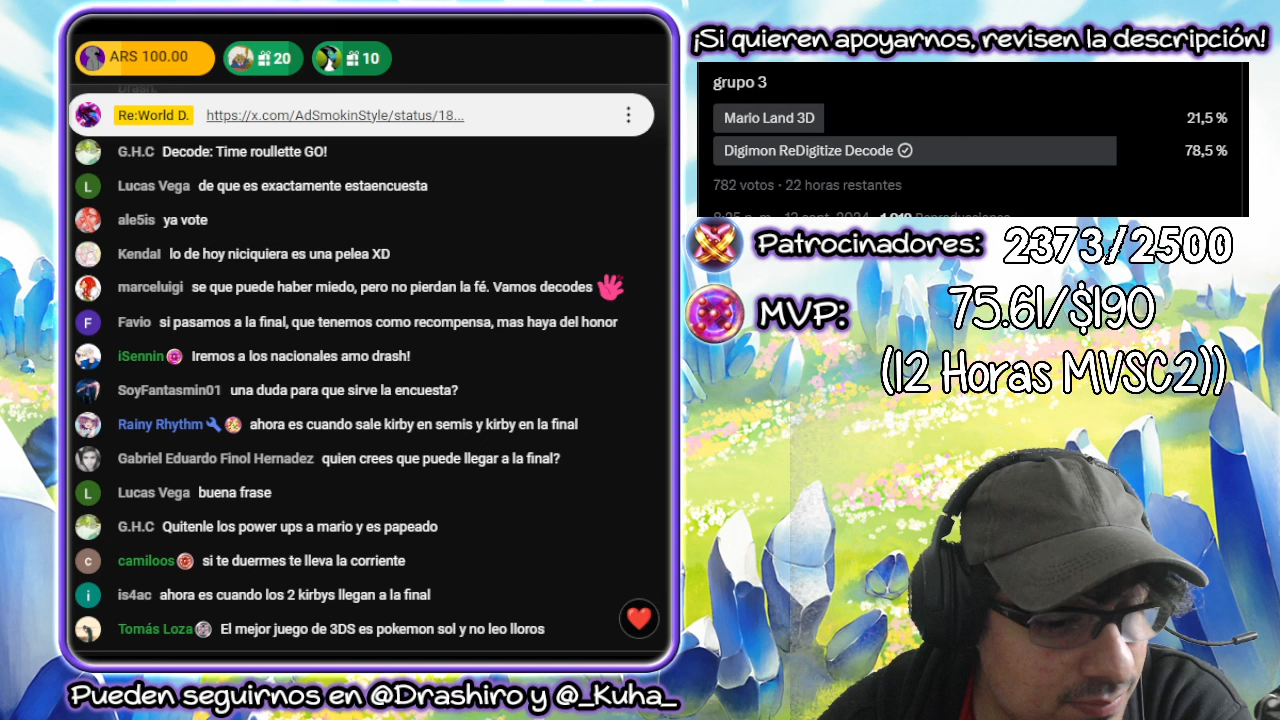 ¡Si quieren apoyarnos, revisen la descripción!
ARS 100.00
20
10
Re:World D. https://x.com/AdSmokinStyle/status/18...
G.H.C Decode: Time roullette GO!
L Lucas Vega de que es exactamente estaencuesta
ale5is ya vote
Kendal lo de hoy niciquiera es una pelea XD
marceluigi se que puede haber miedo, pero no pierdan la fé. Vamos decodes
F Favio si pasamos a la final, que tenemos como recompensa, mas haya del honor
iSennin Iremos a los nacionales amo drash!
SoyFantasmin01 una duda para que sirve la encuesta?
Rainy Rhythm ahora es cuando sale kirby en semis y kirby en la final
Gabriel Eduardo Finol Hernadez quien crees que puede llegar a la final?
L Lucas Vega buena frase
G.H.C Quitenle los power ups a mario y es papeado
c camiloos si te duermes te lleva la corriente
i is4ac ahora es cuando los 2 kirbys llegan a la final
Tomás Loza El mejor juego de 3DS es pokemon sol y no leo lloros
Pueden seguirnos en @Drashiro y @_Kuha_
grupo 3
Mario Land 3D 21,5 %
Digimon ReDigitize Decode 78,5 %
782 votos · 22 horas restantes
Patrocinadores: 2373/2500
MVP: 75.61/$190
(12 Horas MVSC2))